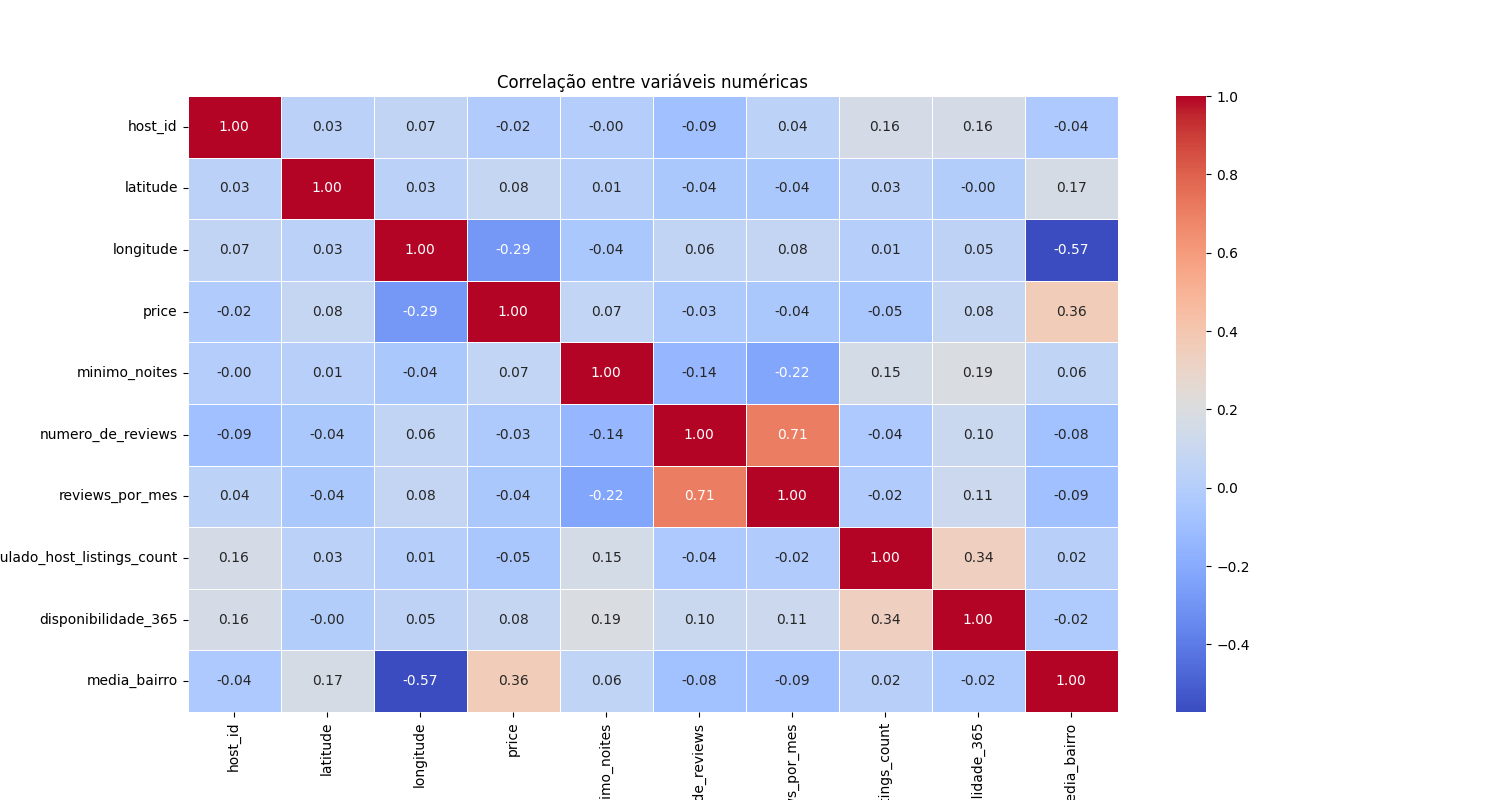 Correlação entre variáveis numéricas
host_id 1.00 0.03 0.07 -0.02 -0.00 -0.09 0.04 0.16 0.16 -0.04
latitude 0.03 1.00 0.03 0.08 0.01 -0.04 -0.04 0.03 -0.00 0.17
longitude 0.07 0.03 1.00 -0.29 -0.04 0.06 0.08 0.01 0.05 -0.57
price -0.02 0.08 -0.29 1.00 0.07 -0.03 -0.04 -0.05 0.08 0.36
minimo_noites -0.00 0.01 -0.04 0.07 1.00 -0.14 -0.22 0.15 0.19 0.06
numero_de_reviews -0.09 -0.04 0.06 -0.03 -0.14 1.00 0.71 -0.04 0.10 -0.08
reviews_por_mes 0.04 -0.04 0.08 -0.04 -0.22 0.71 1.00 -0.02 0.11 -0.09
ulado_host_listings_count 0.16 0.03 0.01 -0.05 0.15 -0.04 -0.02 1.00 0.34 0.02
disponibilidade_365 0.16 -0.00 0.05 0.08 0.19 0.10 0.11 0.34 1.00 -0.02
media_bairro -0.04 0.17 -0.57 0.36 0.06 -0.08 -0.09 0.02 -0.02 1.00
host_id
latitude
longitude
price
imo_noites
de_reviews
s_por_mes
tings_count
lidade_365
edia_bairro
1.0
0.8
0.6
0.4
0.2
0.0
−0.2
−0.4